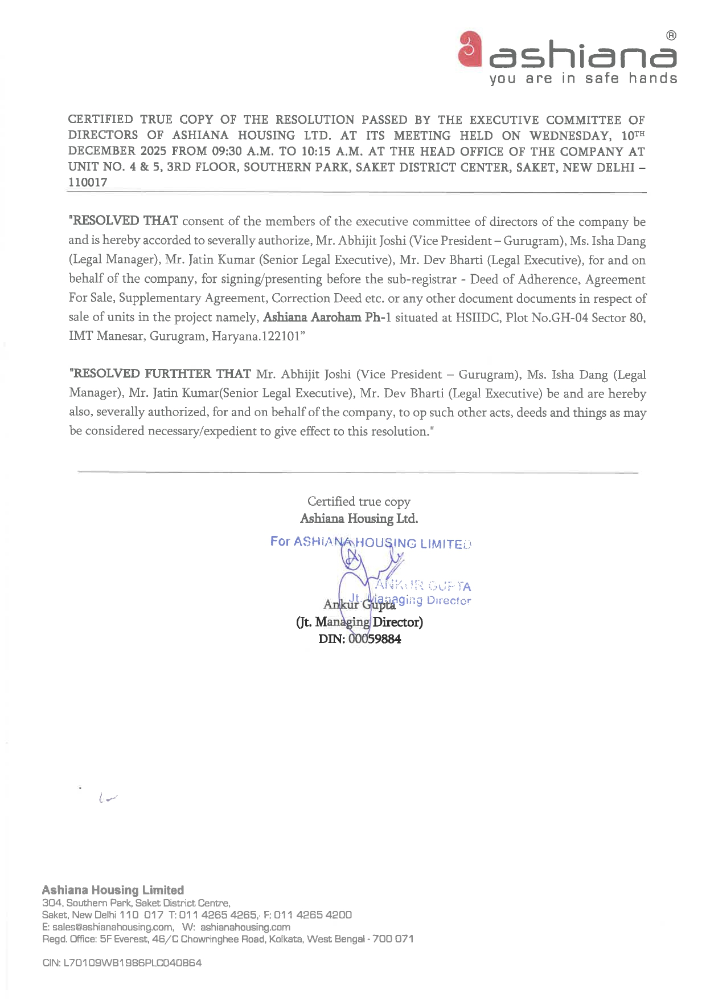 ®
ashiana
you are in safe hands
CERTIFIED TRUE COPY OF THE RESOLUTION PASSED BY THE EXECUTIVE COMMITTEE OF
DIRECTORS OF ASHIANA HOUSING LTD. AT ITS MEETING HELD ON WEDNESDAY, 10TH
DECEMBER 2025 FROM 09:30 A.M. TO 10:15 A.M. AT THE HEAD OFFICE OF THE COMPANY AT
UNIT NO. 4 & 5, 3RD FLOOR, SOUTHERN PARK, SAKET DISTRICT CENTER, SAKET, NEW DELHI –
110017
"RESOLVED THAT consent of the members of the executive committee of directors of the company be
and is hereby accorded to severally authorize, Mr. Abhijit Joshi (Vice President – Gurugram), Ms. Isha Dang
(Legal Manager), Mr. Jatin Kumar (Senior Legal Executive), Mr. Dev Bharti (Legal Executive), for and on
behalf of the company, for signing/presenting before the sub-registrar - Deed of Adherence, Agreement
For Sale, Supplementary Agreement, Correction Deed etc. or any other document documents in respect of
sale of units in the project namely, Ashiana Aaroham Ph-1 situated at HSIIDC, Plot No.GH-04 Sector 80,
IMT Manesar, Gurugram, Haryana.122101”
"RESOLVED FURTHTER THAT Mr. Abhijit Joshi (Vice President – Gurugram), Ms. Isha Dang (Legal
Manager), Mr. Jatin Kumar(Senior Legal Executive), Mr. Dev Bharti (Legal Executive) be and are hereby
also, severally authorized, for and on behalf of the company, to op such other acts, deeds and things as may
be considered necessary/expedient to give effect to this resolution."
Certified true copy
Ashiana Housing Ltd.
For ASHIANA HOUSING LIMITED
ANKUR GUPTA
Jt. Managing Director
Ankur Gupta
(Jt. Managing Director)
DIN: 00059884
Ashiana Housing Limited
304, Southern Park, Saket District Centre,
Saket, New Delhi 110 017 T: 011 4265 4265, F: 011 4265 4200
E: sales@ashianahousing.com, W: ashianahousing.com
Regd. Office: 5F Everest, 46/C Chowringhee Road, Kolkata, West Bengal - 700 071
CIN: L70109WB1986PLC040864